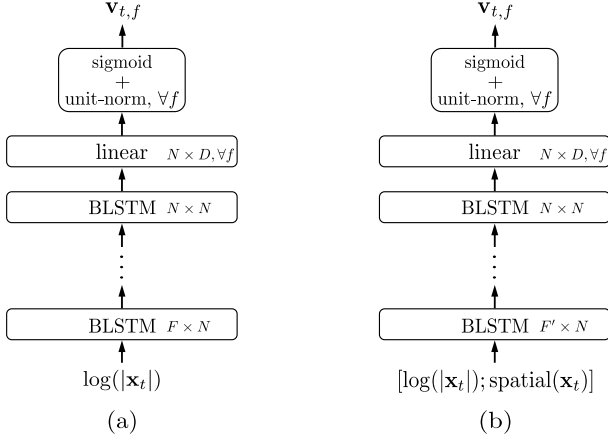 𝐯_{t,f}
sigmoid
+
unit-norm, ∀f
linear N × D, ∀f
BLSTM N × N
⋮
BLSTM F × N
log(|𝐱_t|)
(a)
𝐯_{t,f}
sigmoid
+
unit-norm, ∀f
linear N × D, ∀f
BLSTM N × N
⋮
BLSTM F′ × N
[log(|𝐱_t|); spatial(𝐱_t)]
(b)